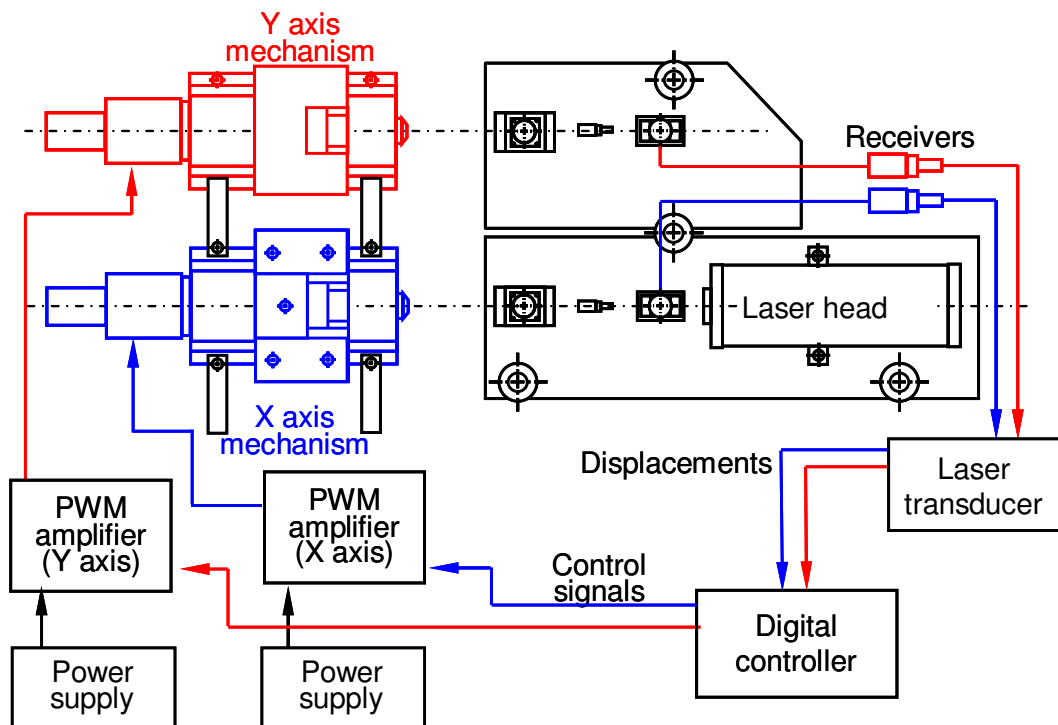 Y axis
mechanism
Receivers
Laser head
X axis
mechanism
Displacements
Laser
transducer
PWM
amplifier
(Y axis)
PWM
amplifier
(X axis)
Control
signals
Digital
controller
Power
supply
Power
supply